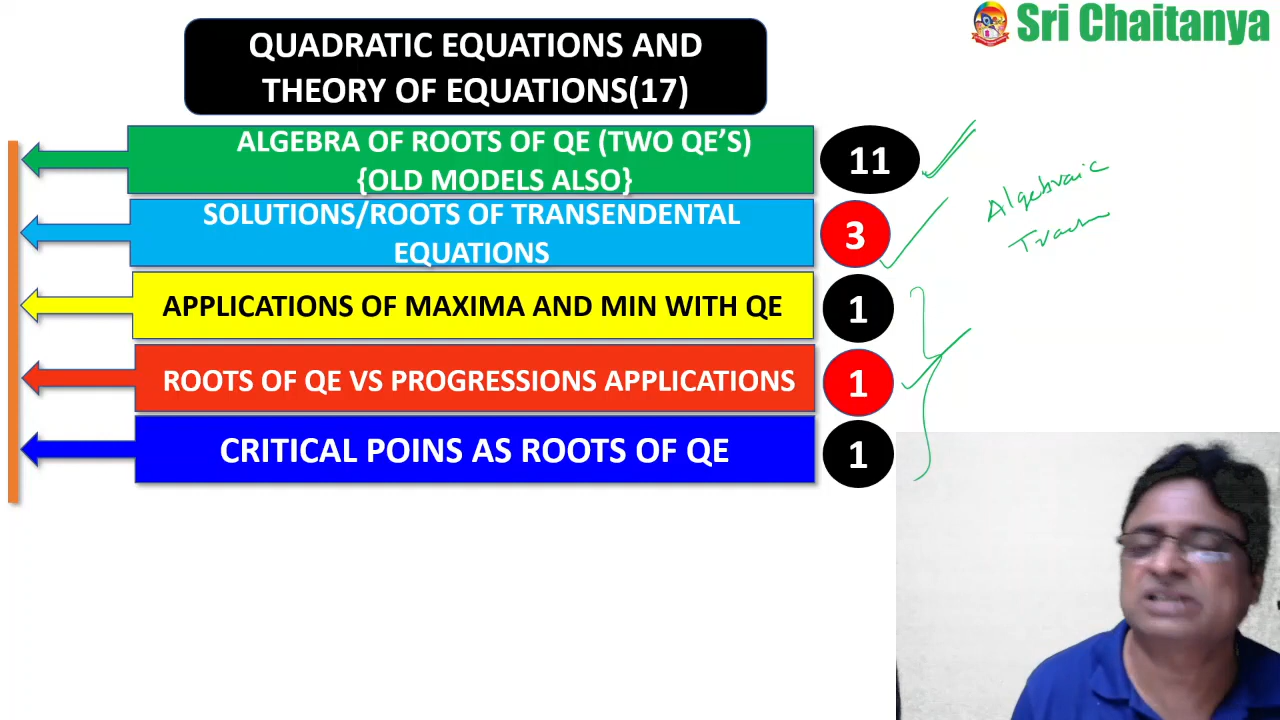 Sri Chaitanya
QUADRATIC EQUATIONS AND
THEORY OF EQUATIONS(17)
ALGEBRA OF ROOTS OF QE (TWO QE'S)
{OLD MODELS ALSO}
11
SOLUTIONS/ROOTS OF TRANSENDENTAL
EQUATIONS
3
Algebraic
APPLICATIONS OF MAXIMA AND MIN WITH QE
1
ROOTS OF QE VS PROGRESSIONS APPLICATIONS
1
CRITICAL POINS AS ROOTS OF QE
1